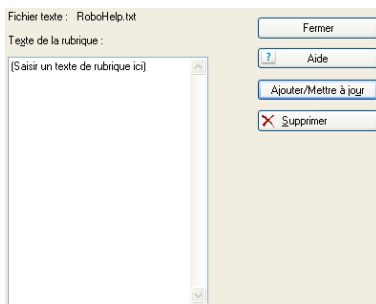 Fichier texte : RoboHelp.txt
Texte de la rubrique :
(Saisir un texte de rubrique ici)
Fermer
Aide
Ajouter/Mettre à jour
Supprimer